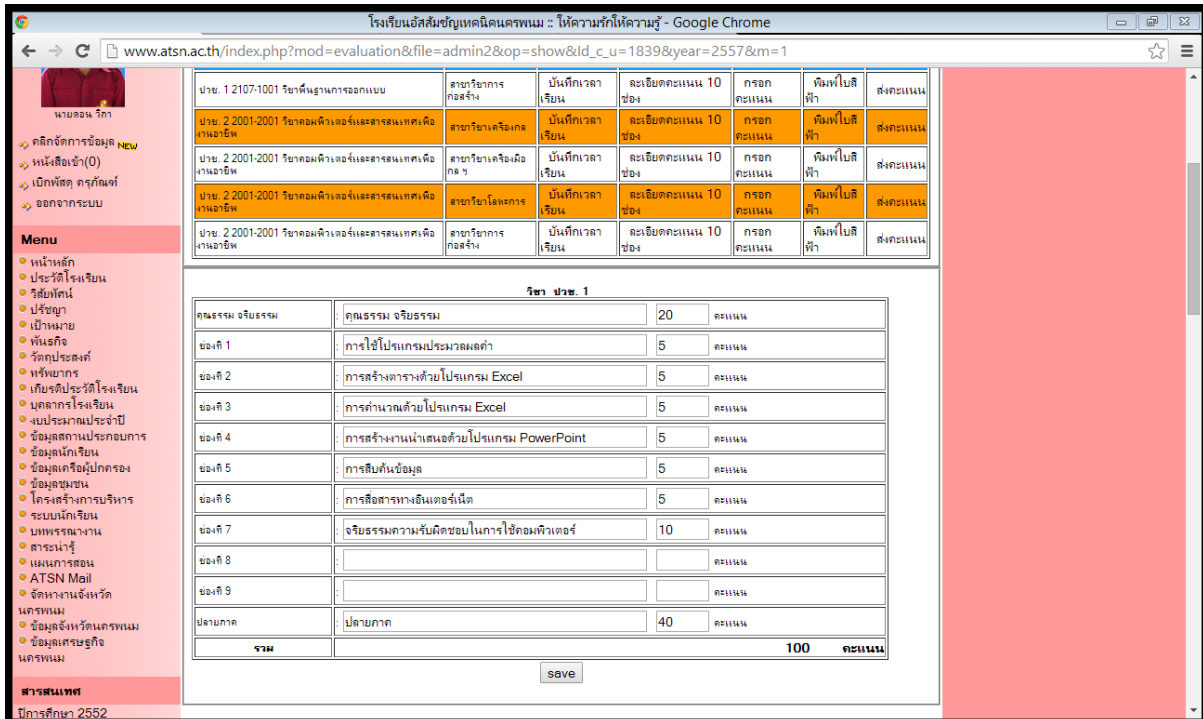 โรงเรียนอัสสัมชัญเทคนิคนครพนม :: ให้ความรักให้ความรู้ - Google Chrome
www.atsn.ac.th/index.php?mod=evaluation&file=admin2&op=show&Id_c_u=1839&year=2557&m=1
นายดอน วิภา
คลิกจัดการข้อมูล NEW
หนังสือเข้า(0)
เบิกพัสดุ ครุภัณฑ์
ออกจากระบบ
Menu
หน้าหลัก
ประวัติโรงเรียน
วิสัยทัศน์
ปรัชญา
เป้าหมาย
พันธกิจ
วัตถุประสงค์
ทรัพยากร
เกียรติประวัติโรงเรียน
บุคลากรโรงเรียน
งบประมาณประจำปี
ข้อมูลสถานประกอบการ
ข้อมูลนักเรียน
ข้อมูลเครือผู้ปกครอง
ข้อมูลชุมชน
โครงสร้างการบริหาร
ระบบนักเรียน
บทพรรณางาน
สาระน่ารู้
แผนการสอน
ATSN Mail
จัดหางานจังหวัด
นครพนม
ข้อมูลจังหวัดนครพนม
ข้อมูลเศรษฐกิจ
นครพนม
สารสนเทศ
ปีการศึกษา 2552
ปวช. 1 2107-1001 วิชาพื้นฐานการออกแบบ สาขาวิชาการ บันทึกเวลา ละเอียดคะแนน 10 กรอก พิมพ์ใบสี ส่งคะแนน
ก่อสร้าง เรียน ช่อง คะแนน ฟ้า
ปวช. 2 2001-2001 วิชาคอมพิวเตอร์และสารสนเทศเพื่อ สาขาวิชาเครื่องกล บันทึกเวลา ละเอียดคะแนน 10 กรอก พิมพ์ใบสี ส่งคะแนน
งานอาชีพ เรียน ช่อง คะแนน ฟ้า
ปวช. 2 2001-2001 วิชาคอมพิวเตอร์และสารสนเทศเพื่อ สาขาวิชาเครื่องมือ บันทึกเวลา ละเอียดคะแนน 10 กรอก พิมพ์ใบสี ส่งคะแนน
งานอาชีพ กล ฯ เรียน ช่อง คะแนน ฟ้า
ปวช. 2 2001-2001 วิชาคอมพิวเตอร์และสารสนเทศเพื่อ สาขาวิชาโลหะการ บันทึกเวลา ละเอียดคะแนน 10 กรอก พิมพ์ใบสี ส่งคะแนน
งานอาชีพ เรียน ช่อง คะแนน ฟ้า
ปวช. 2 2001-2001 วิชาคอมพิวเตอร์และสารสนเทศเพื่อ สาขาวิชาการ บันทึกเวลา ละเอียดคะแนน 10 กรอก พิมพ์ใบสี ส่งคะแนน
งานอาชีพ ก่อสร้าง เรียน ช่อง คะแนน ฟ้า
วิชา ปวช. 1
คุณธรรม จริยธรรม : คุณธรรม จริยธรรม 20 คะแนน
ช่องที่ 1 : การใช้โปรแกรมประมวลผลคำ 5 คะแนน
ช่องที่ 2 : การสร้างตารางด้วยโปรแกรม Excel 5 คะแนน
ช่องที่ 3 : การคำนวณด้วยโปรแกรม Excel 5 คะแนน
ช่องที่ 4 : การสร้างงานนำเสนอด้วยโปรแกรม PowerPoint 5 คะแนน
ช่องที่ 5 : การสืบค้นข้อมูล 5 คะแนน
ช่องที่ 6 : การสื่อสารทางอินเตอร์เน็ต 5 คะแนน
ช่องที่ 7 : จริยธรรมความรับผิดชอบในการใช้คอมพิวเตอร์ 10 คะแนน
ช่องที่ 8 : คะแนน
ช่องที่ 9 : คะแนน
ปลายภาค : ปลายภาค 40 คะแนน
รวม 100 คะแนน
save